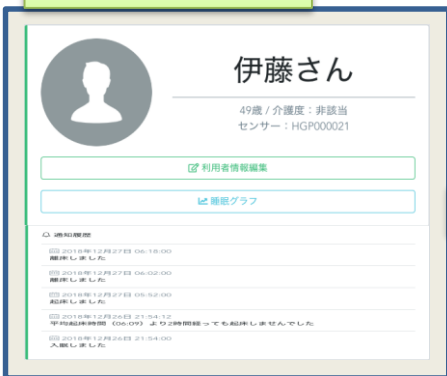 伊藤さん
49歳 / 介護度：非該当
センサー：HGP000021
利用者情報編集
睡眠グラフ
通知履歴
2018年12月27日 06:18:00
離床しました
2018年12月27日 06:02:00
離床しました
2018年12月27日 05:52:00
起床しました
2018年12月26日 21:54:12
平均起床時間（06:09）より2時間経っても起床しませんでした
2018年12月26日 21:54:00
入眠しました